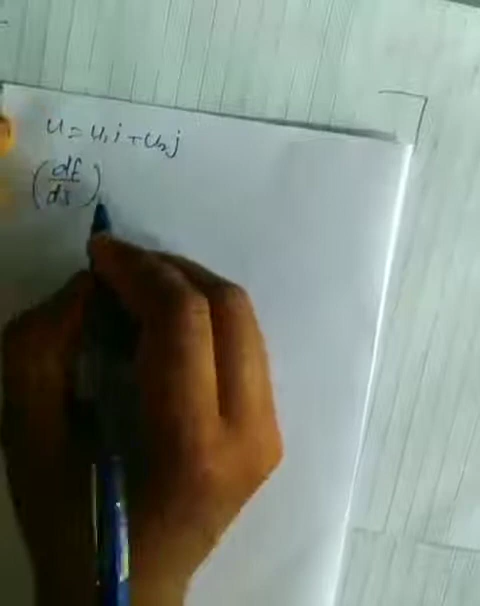 u = u₁i + u₂j
(df/ds)